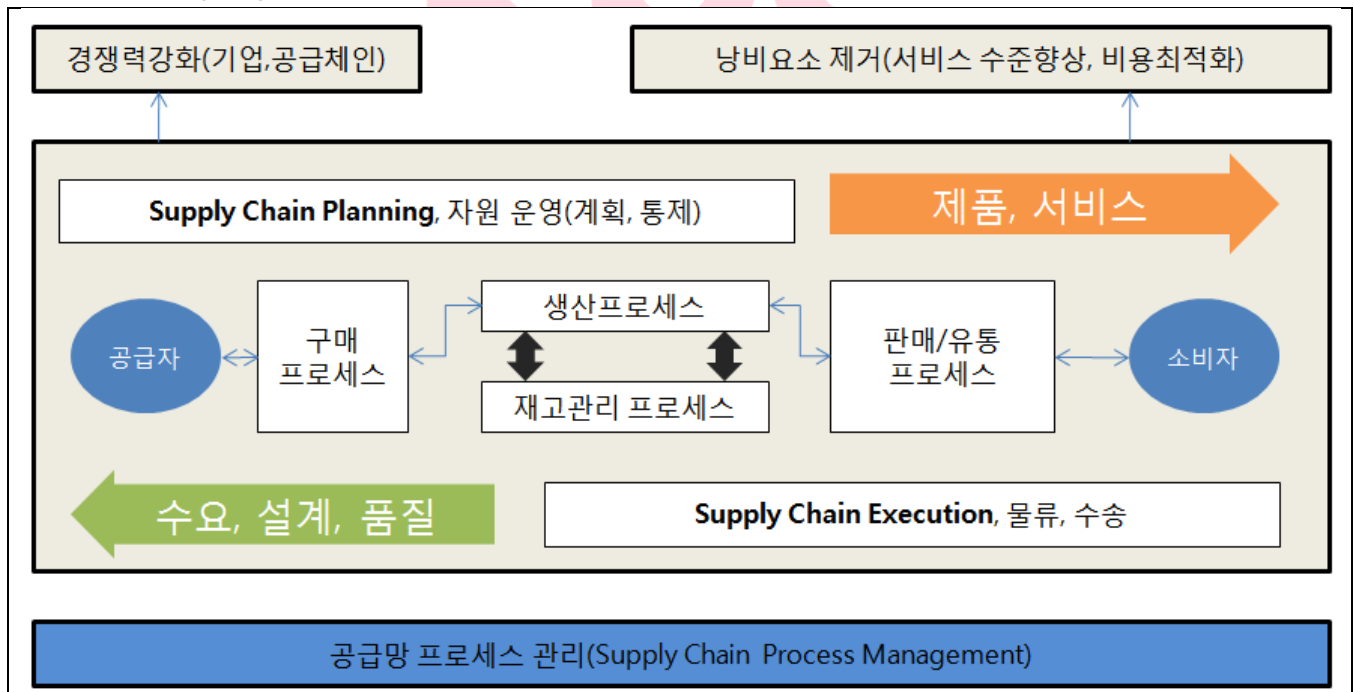 경쟁력강화(기업,공급체인)
낭비요소 제거(서비스 수준향상, 비용최적화)
Supply Chain Planning, 자원 운영(계획, 통제)
제품, 서비스
공급자
구매
프로세스
생산프로세스
재고관리 프로세스
판매/유통
프로세스
소비자
수요, 설계, 품질
Supply Chain Execution, 물류, 수송
공급망 프로세스 관리(Supply Chain Process Management)